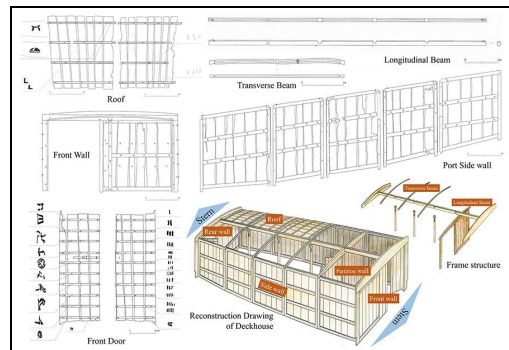 Roof
Longitudinal Beam
Transverse Beam
Front Wall
Port Side wall
Front Door
Stern
Roof
Rear wall
Side wall
Partition wall
Front wall
Stern
Reconstruction Drawing
of Deckhouse
Transverse Beam
Longitudinal Beam
Frame structure